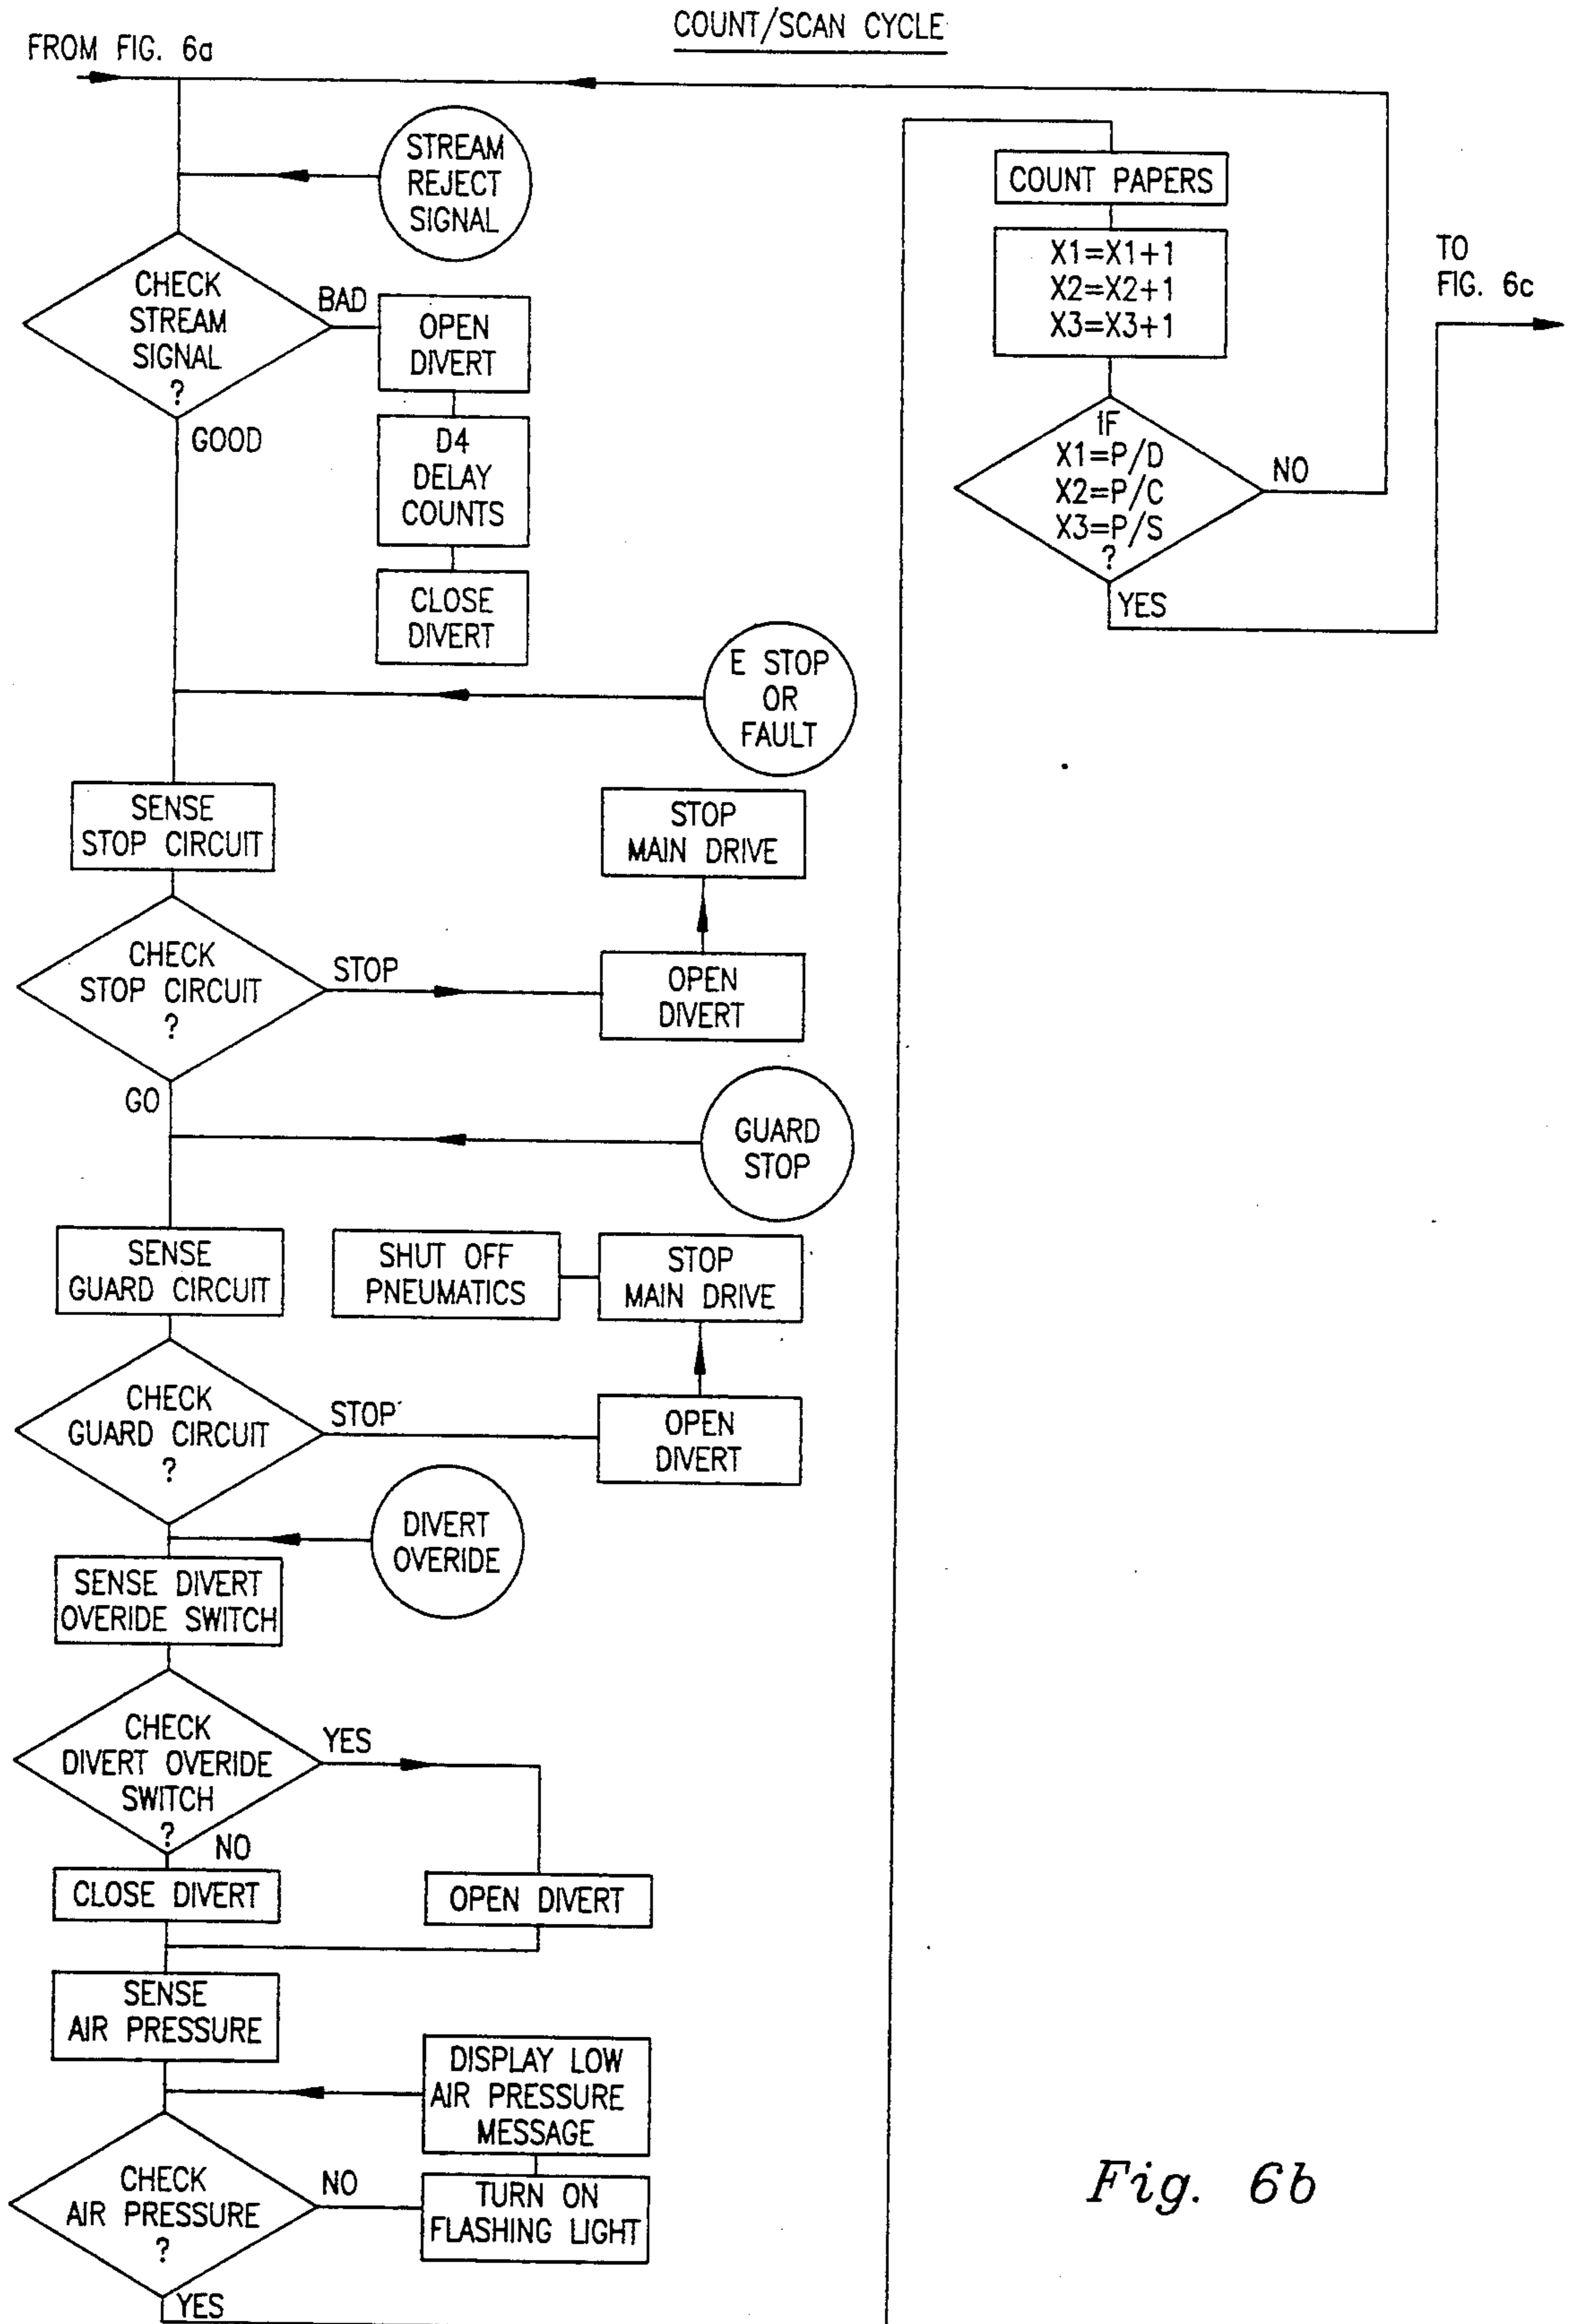 COUNT/SCAN CYCLE
FROM FIG. 6a
STREAM
REJECT
SIGNAL
CHECK
STREAM
SIGNAL
?
BAD
OPEN
DIVERT
GOOD
D4
DELAY
COUNTS
CLOSE
DIVERT
E STOP
OR
FAULT
SENSE
STOP CIRCUIT
STOP
MAIN DRIVE
CHECK
STOP CIRCUIT
?
STOP
OPEN
DIVERT
GO
GUARD
STOP
SENSE
GUARD CIRCUIT
SHUT OFF
PNEUMATICS
STOP
MAIN DRIVE
CHECK
GUARD CIRCUIT
?
STOP
OPEN
DIVERT
DIVERT
OVERIDE
SENSE DIVERT
OVERIDE SWITCH
CHECK
DIVERT OVERIDE
SWITCH
?
YES
NO
CLOSE DIVERT
OPEN DIVERT
SENSE
AIR PRESSURE
DISPLAY LOW
AIR PRESSURE
MESSAGE
CHECK
AIR PRESSURE
?
NO
TURN ON
FLASHING LIGHT
YES
COUNT PAPERS
X1=X1+1
X2=X2+1
X3=X3+1
IF
X1=P/D
X2=P/C
X3=P/S
?
NO
YES
TO
FIG. 6c
Fig. 6b